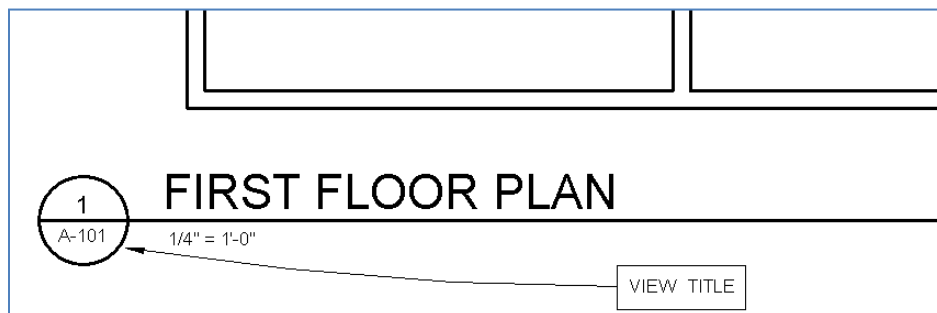 1
A-101
FIRST FLOOR PLAN
1/4" = 1'-0"
VIEW TITLE